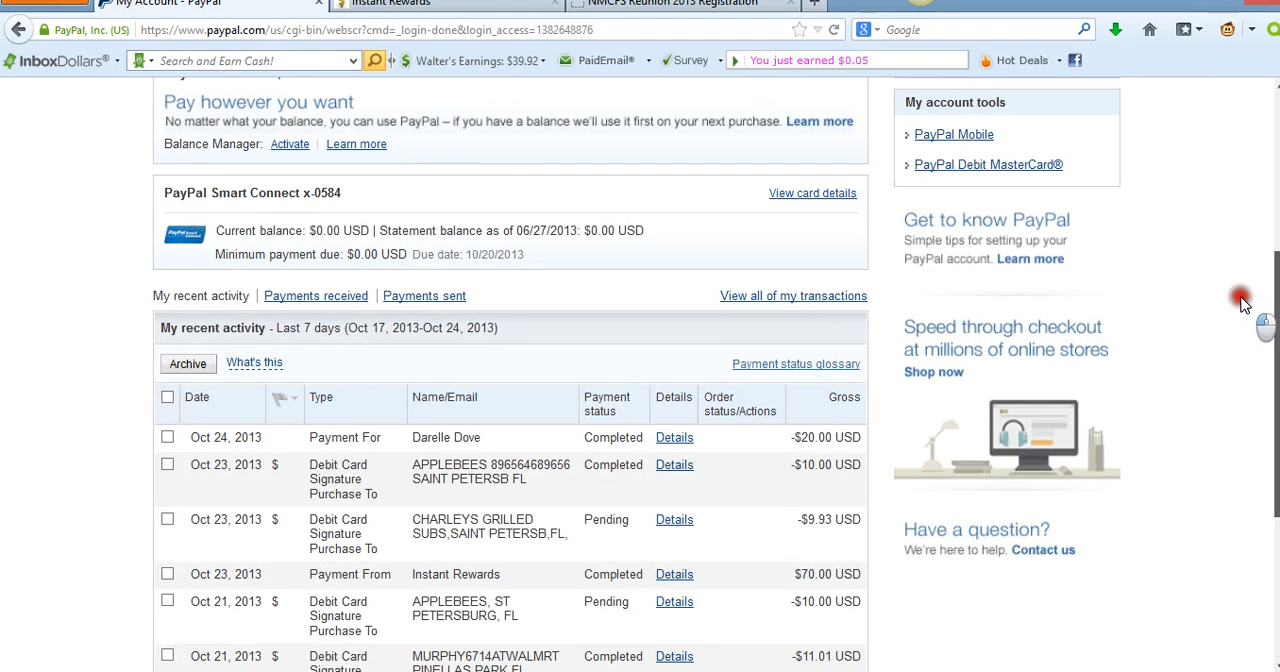 My Account - PayPal
Instant Rewards
NMCFS Reunion 2013 Registration
PayPal, Inc. (US) https://www.paypal.com/us/cgi-bin/webscr?cmd=_login-done&login_access=1382648876
Google
InboxDollars® Search and Earn Cash! Walter's Earnings: $39.92 PaidEmail® Survey You just earned $0.05 Hot Deals
Pay however you want
No matter what your balance, you can use PayPal – if you have a balance we'll use it first on your next purchase. Learn more
Balance Manager: Activate | Learn more
PayPal Smart Connect x-0584 View card details
Current balance: $0.00 USD | Statement balance as of 06/27/2013: $0.00 USD
Minimum payment due: $0.00 USD Due date: 10/20/2013
My recent activity | Payments received | Payments sent View all of my transactions
My recent activity - Last 7 days (Oct 17, 2013-Oct 24, 2013)
Archive What's this Payment status glossary
Date Type Name/Email Payment status Details Order status/Actions Gross
Oct 24, 2013 Payment For Darelle Dove Completed Details -$20.00 USD
Oct 23, 2013 $ Debit Card Signature Purchase To APPLEBEES 896564689656 SAINT PETERSB FL Completed Details -$10.00 USD
Oct 23, 2013 $ Debit Card Signature Purchase To CHARLEYS GRILLED SUBS,SAINT PETERSB,FL, Pending Details -$9.93 USD
Oct 23, 2013 Payment From Instant Rewards Completed Details $70.00 USD
Oct 21, 2013 $ Debit Card Signature Purchase To APPLEBEES, ST PETERSBURG, FL Pending Details -$10.00 USD
Oct 21, 2013 $ Debit Card Signature MURPHY6714ATWALMRT PINELLAS PARK FL Completed Details -$11.01 USD
My account tools
PayPal Mobile
PayPal Debit MasterCard®
Get to know PayPal
Simple tips for setting up your
PayPal account. Learn more
Speed through checkout
at millions of online stores
Shop now
Have a question?
We're here to help. Contact us